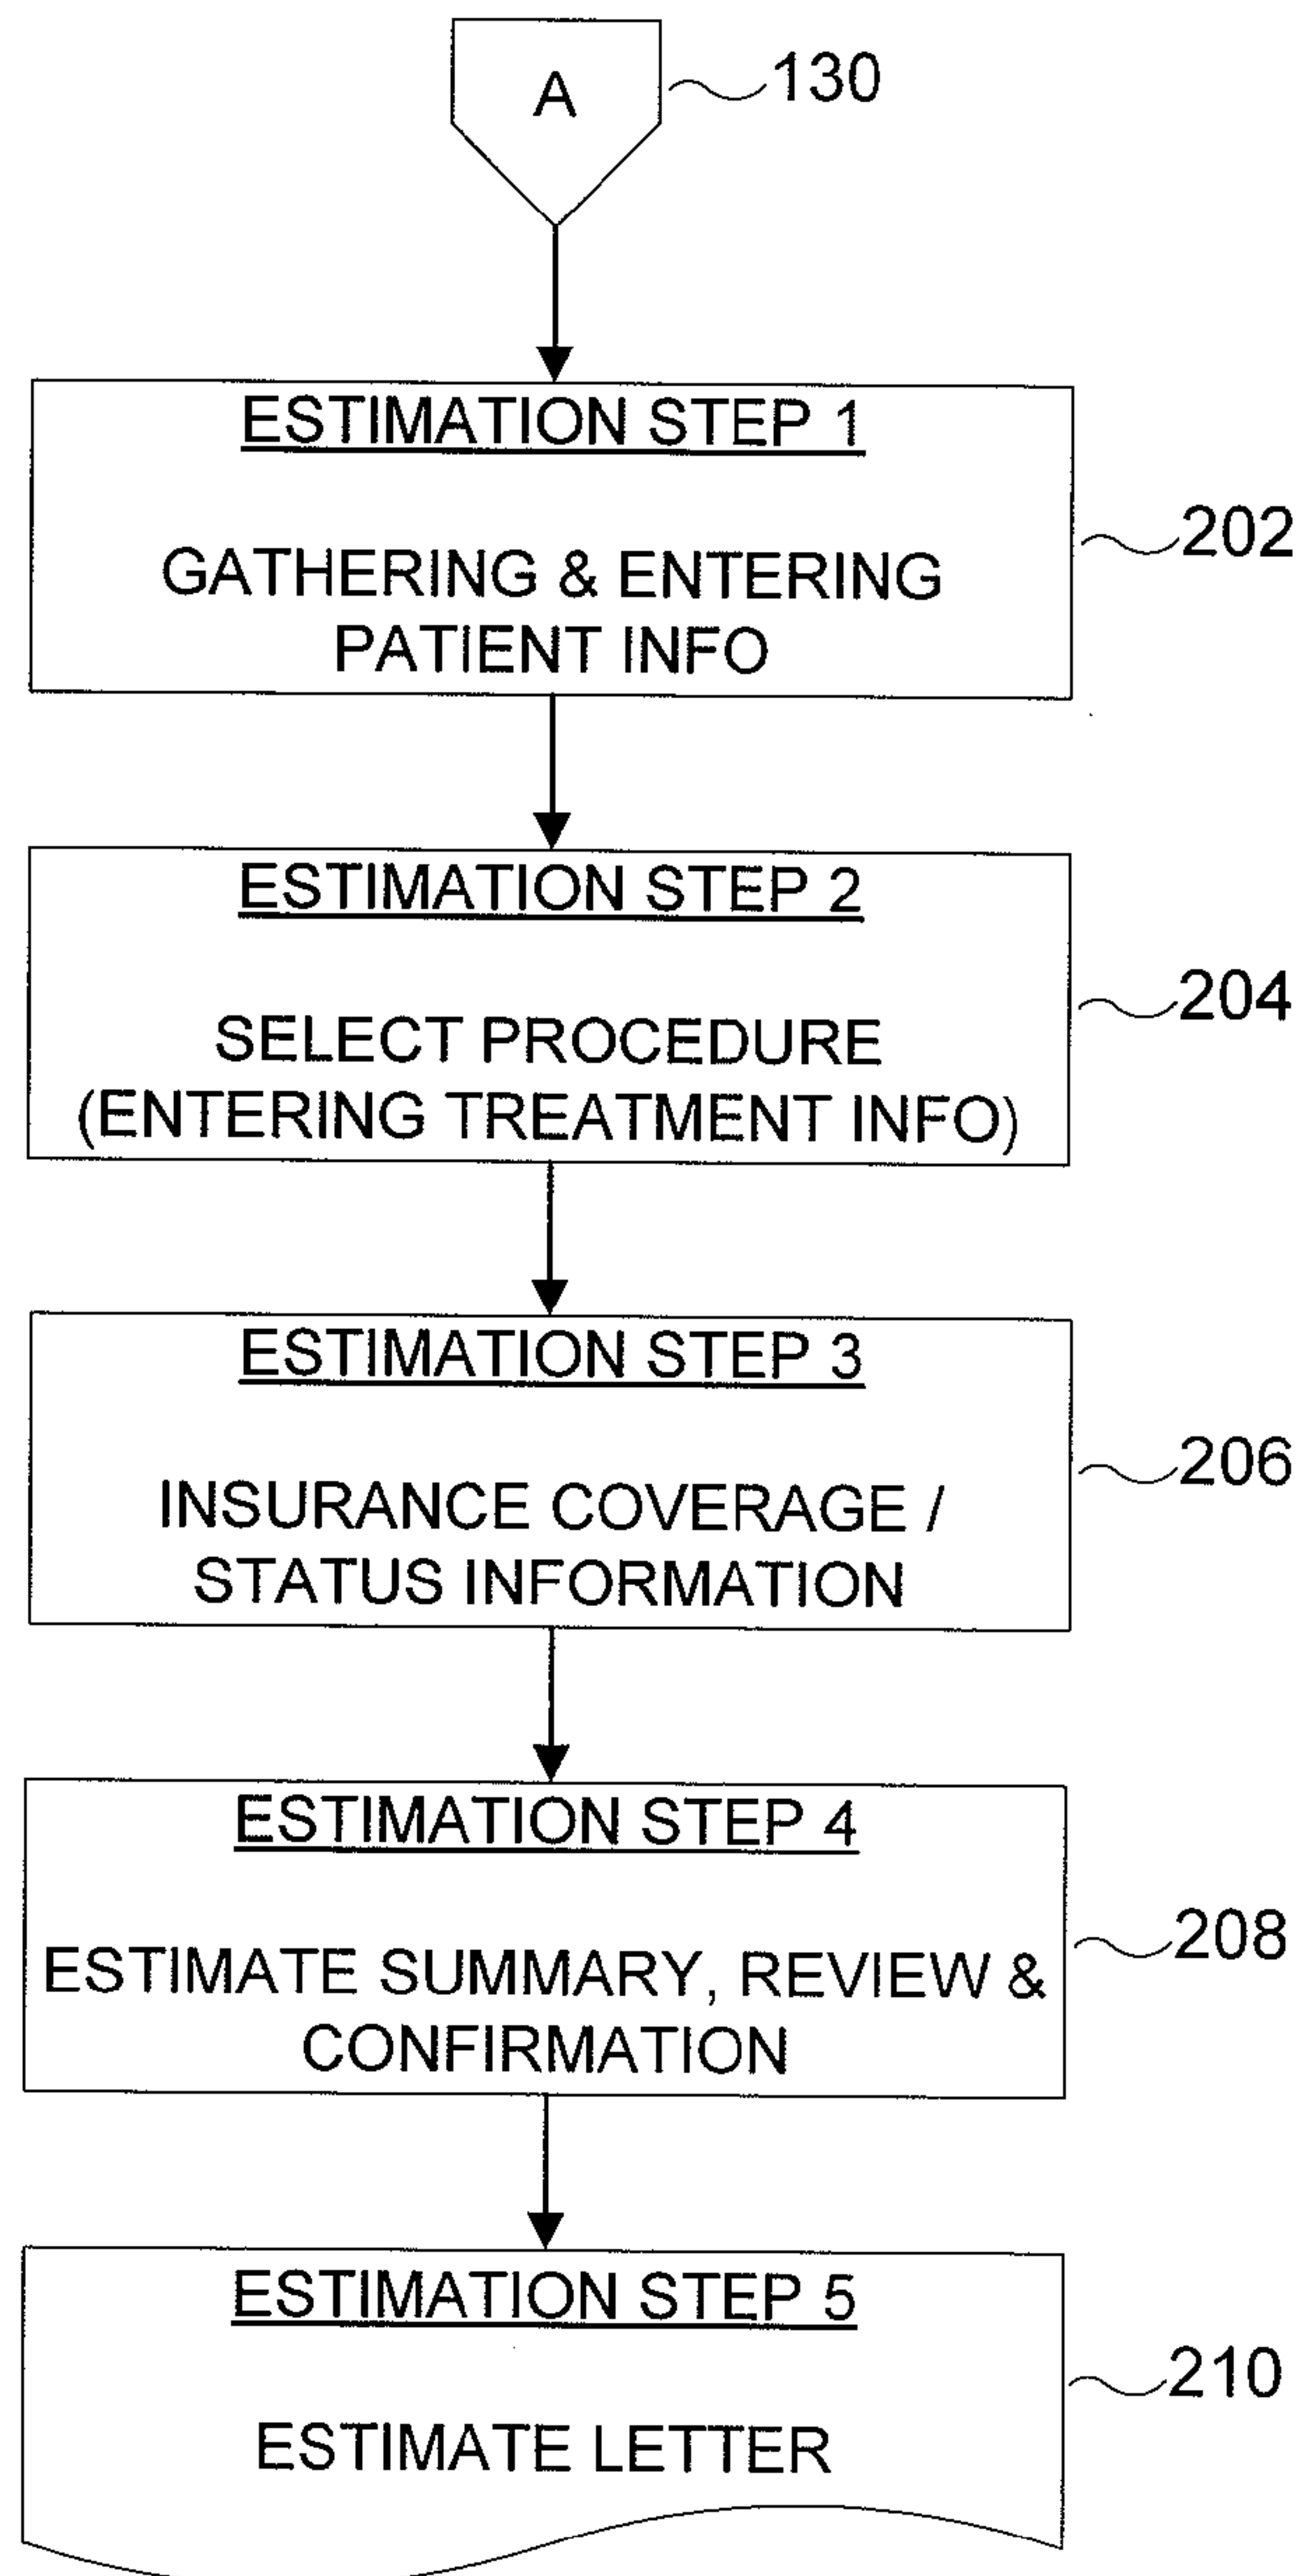 A
130
ESTIMATION STEP 1
GATHERING & ENTERING
PATIENT INFO
202
ESTIMATION STEP 2
SELECT PROCEDURE
(ENTERING TREATMENT INFO)
204
ESTIMATION STEP 3
INSURANCE COVERAGE /
STATUS INFORMATION
206
ESTIMATION STEP 4
ESTIMATE SUMMARY, REVIEW &
CONFIRMATION
208
ESTIMATION STEP 5
ESTIMATE LETTER
210